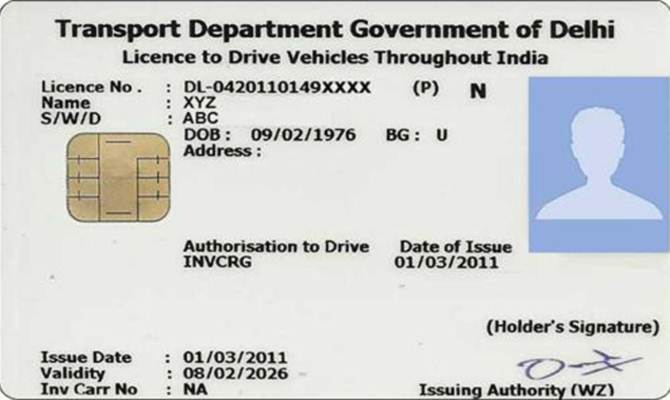 Transport Department Government of Delhi
Licence to Drive Vehicles Throughout India
Licence No . : DL-0420110149XXXX (P) N
Name : XYZ
S/W/D : ABC
DOB : 09/02/1976 BG : U
Address :
Authorisation to Drive Date of Issue
INVCRG 01/03/2011
(Holder's Signature)
Issue Date : 01/03/2011
Validity : 08/02/2026
Inv Carr No : NA
Issuing Authority (WZ)